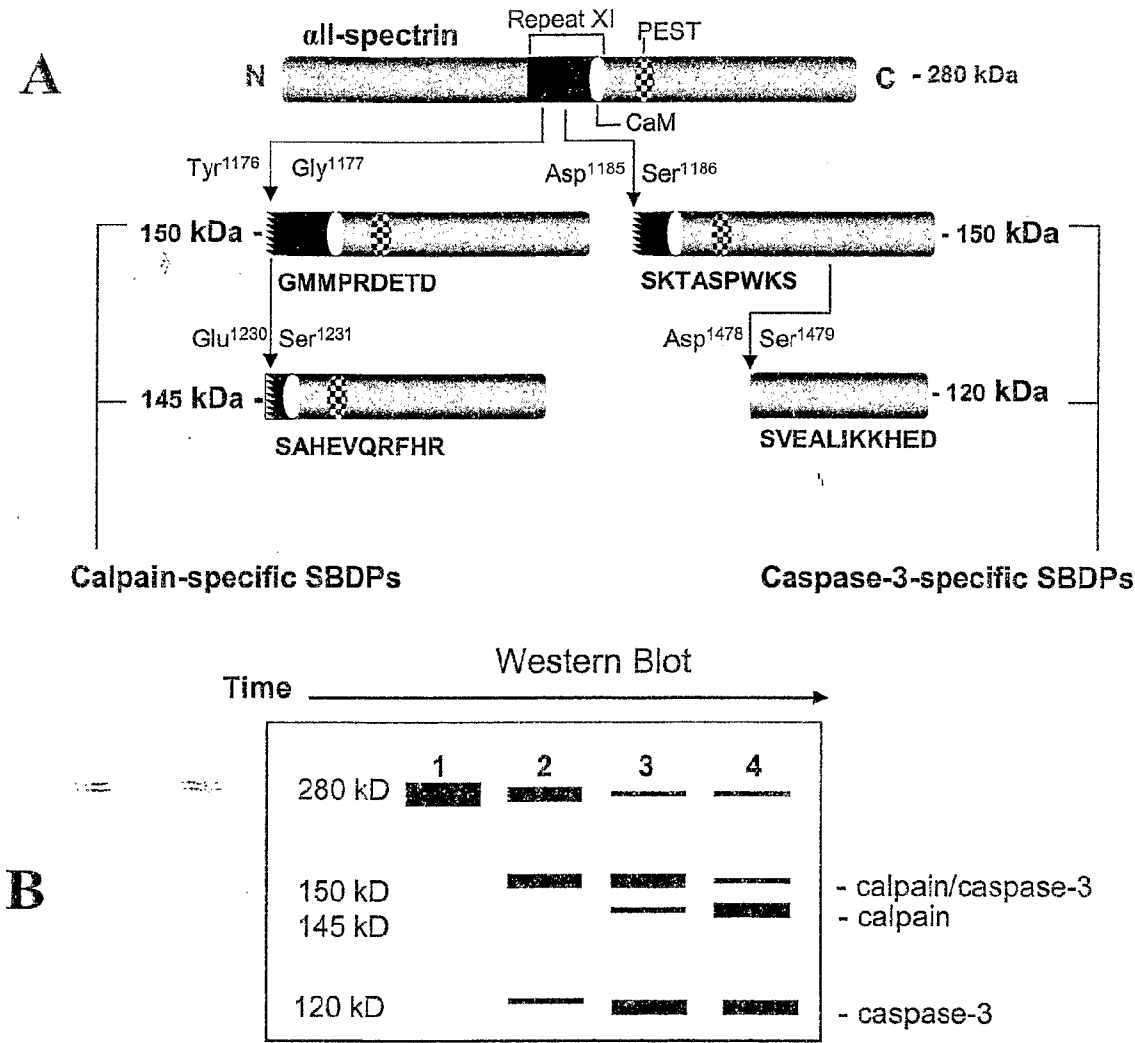 A
αII-spectrin
Repeat XI
PEST
N
C - 280 kDa
CaM
Tyr1176 Gly1177
Asp1185 Ser1186
150 kDa -
- 150 kDa
GMMPRDETD
SKTASPWKS
Glu1230 Ser1231
Asp1478 Ser1479
145 kDa -
- 120 kDa
SAHEVQRFHR
SVEALIKKHED
Calpain-specific SBDPs
Caspase-3-specific SBDPs
Western Blot
Time
1 2 3 4
280 kD
B
150 kD
- calpain/caspase-3
145 kD
- calpain
120 kD
- caspase-3